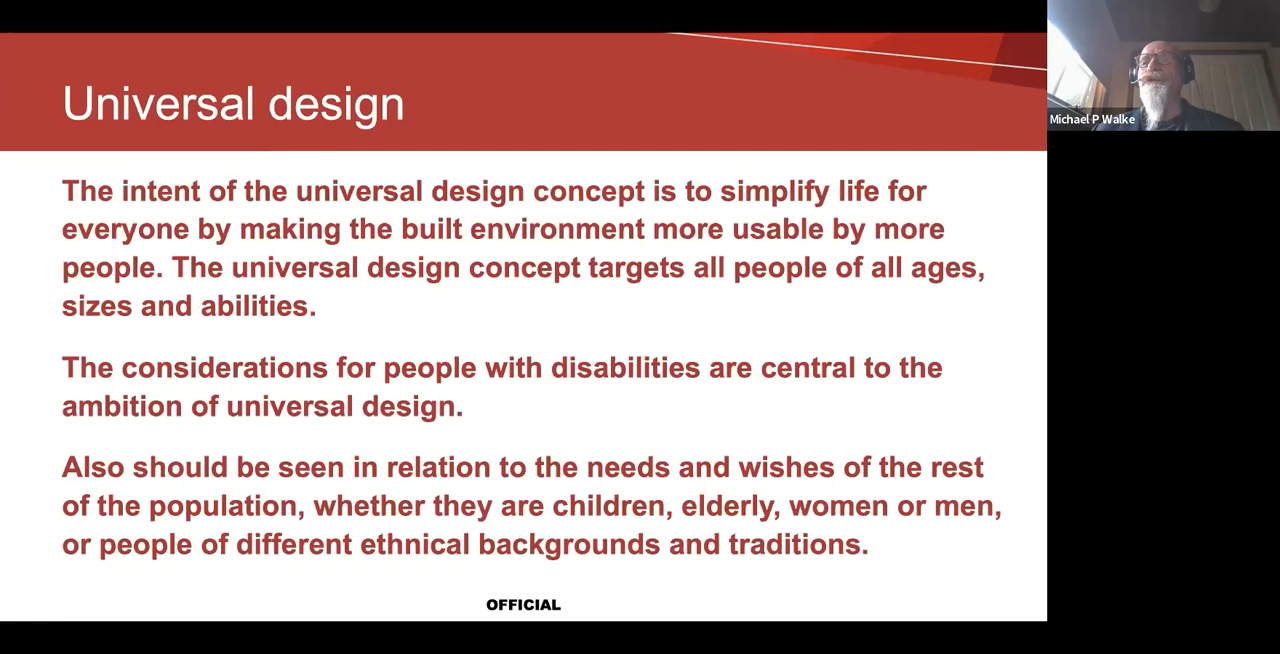 Universal design
The intent of the universal design concept is to simplify life for
everyone by making the built environment more usable by more
people. The universal design concept targets all people of all ages,
sizes and abilities.
The considerations for people with disabilities are central to the
ambition of universal design.
Also should be seen in relation to the needs and wishes of the rest
of the population, whether they are children, elderly, women or men,
or people of different ethnical backgrounds and traditions.
OFFICIAL
Michael P Walke